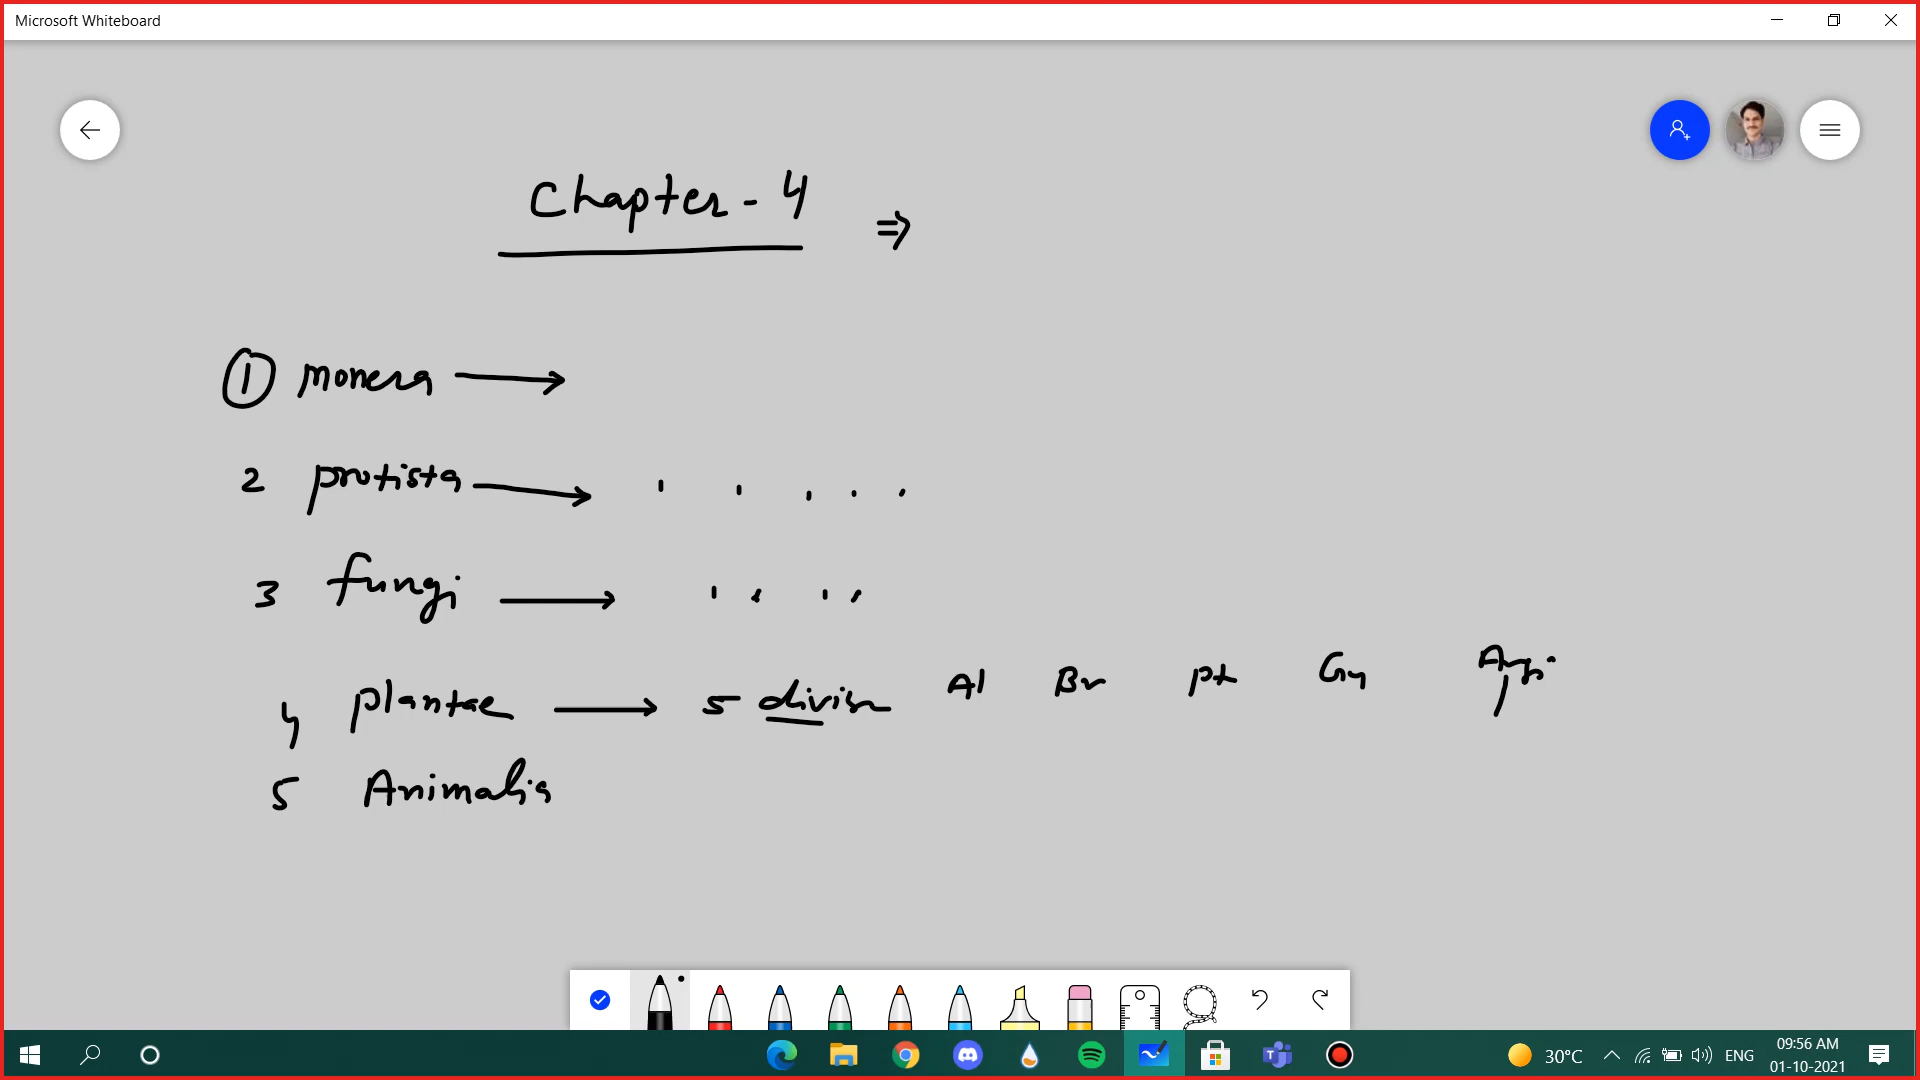 Microsoft Whiteboard
Chapter - 4 ⇒
① monera →
2 protista →
3 fungi →
4 plantae → 5 divisn Al Br pt Gy Angi
5 Animalia
30°C ENG 09:56 AM
01-10-2021